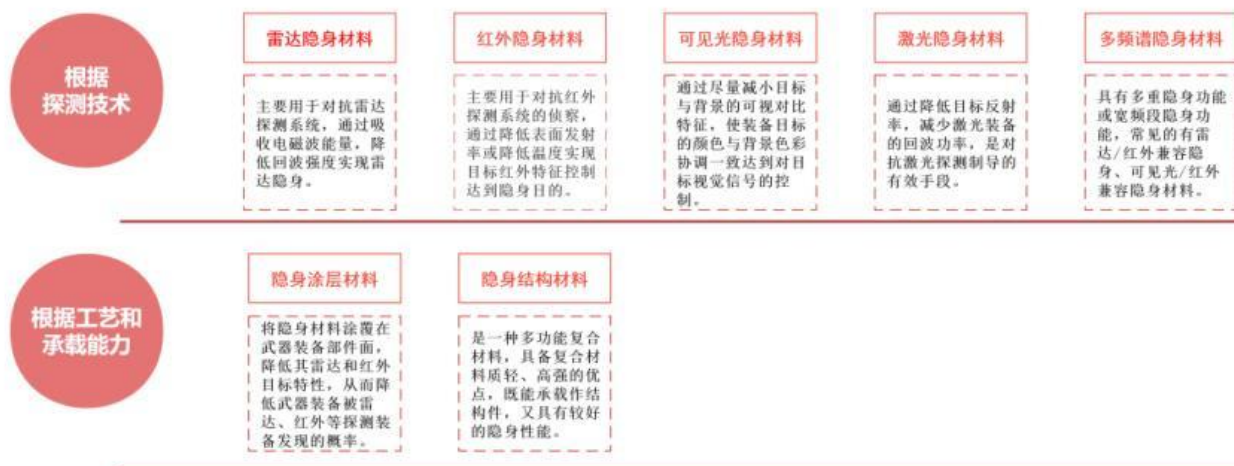 根据
探测技术
雷达隐身材料
主要用于对抗雷达
探测系统，通过吸
收电磁波能量，降
低回波强度实现雷
达隐身。
红外隐身材料
主要用于对抗红外
探测系统的侦察，
通过降低表面发射
率或降低温度实现
目标红外特征控制
达到隐身目的。
可见光隐身材料
通过尽量减小目标
与背景的可视对比
特征，使装备目标
的颜色与背景色彩
协调一致达到对目
标视觉信号的控
制。
激光隐身材料
通过降低目标反射
率，减少激光装备
的回波功率，是对
抗激光探测制导的
有效手段。
多频谱隐身材料
具有多重隐身功能
或宽频段隐身功
能，常见的有雷
达/红外兼容隐
身、可见光/红外
兼容隐身材料。
根据工艺和
承载能力
隐身涂层材料
将隐身材料涂覆在
武器装备部件面，
降低其雷达和红外
目标特性，从而降
低武器装备被雷
达、红外等探测装
备发现的概率。
隐身结构材料
是一种多功能复合
材料，具备复合材
料质轻、高强的优
点，既能承载作结
构件，又具有较好
的隐身性能。